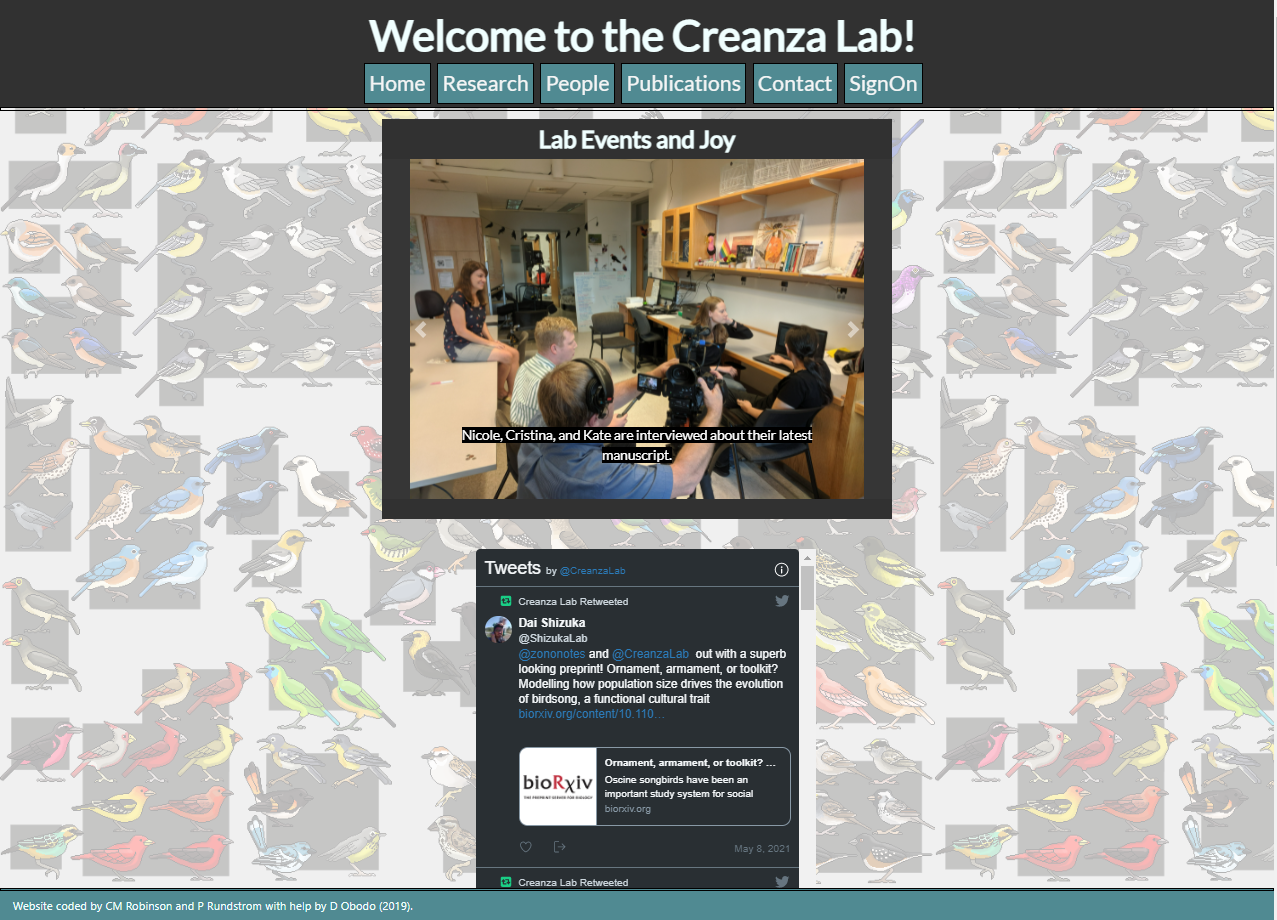 Welcome to the Creanza Lab!
Home Research People Publications Contact SignOn
Lab Events and Joy
Nicole, Cristina, and Kate are interviewed about their latest
manuscript.
Tweets by @CreanzaLab
Creanza Lab Retweeted
Dai Shizuka
@ShizukaLab
@zononotes and @CreanzaLab out with a superb
looking preprint! Ornament, armament, or toolkit?
Modelling how population size drives the evolution
of birdsong, a functional cultural trait
biorxiv.org/content/10.110…
bioRxiv
THE PREPRINT SERVER FOR BIOLOGY
Ornament, armament, or toolkit? ...
Oscine songbirds have been an
important study system for social
biorxiv.org
May 8, 2021
Creanza Lab Retweeted
Website coded by CM Robinson and P Rundstrom with help by D Obodo (2019).